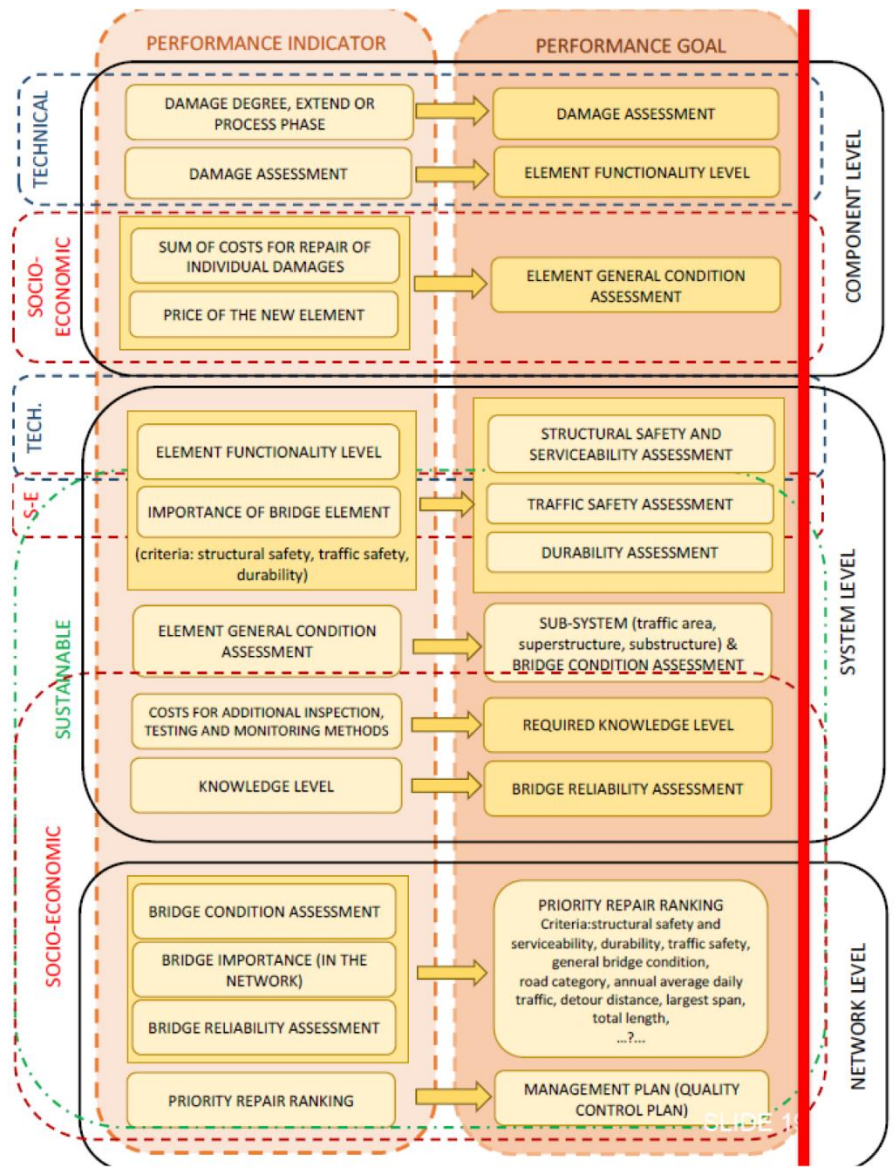 PERFORMANCE INDICATOR
PERFORMANCE GOAL
TECHNICAL
DAMAGE DEGREE, EXTEND OR
PROCESS PHASE
DAMAGE ASSESSMENT
DAMAGE ASSESSMENT
ELEMENT FUNCTIONALITY LEVEL
COMPONENT LEVEL
SOCIO-
ECONOMIC
SUM OF COSTS FOR REPAIR OF
INDIVIDUAL DAMAGES
PRICE OF THE NEW ELEMENT
ELEMENT GENERAL CONDITION
ASSESSMENT
TECH.
S-E
ELEMENT FUNCTIONALITY LEVEL
IMPORTANCE OF BRIDGE ELEMENT
(criteria: structural safety, traffic safety,
durability)
STRUCTURAL SAFETY AND
SERVICEABILITY ASSESSMENT
TRAFFIC SAFETY ASSESSMENT
DURABILITY ASSESSMENT
SYSTEM LEVEL
SUSTAINABLE
ELEMENT GENERAL CONDITION
ASSESSMENT
SUB-SYSTEM (traffic area,
superstructure, substructure) &
BRIDGE CONDITION ASSESSMENT
COSTS FOR ADDITIONAL INSPECTION,
TESTING AND MONITORING METHODS
REQUIRED KNOWLEDGE LEVEL
KNOWLEDGE LEVEL
BRIDGE RELIABILITY ASSESSMENT
SOCIO-ECONOMIC
BRIDGE CONDITION ASSESSMENT
BRIDGE IMPORTANCE (IN THE
NETWORK)
BRIDGE RELIABILITY ASSESSMENT
PRIORITY REPAIR RANKING
Criteria:structural safety and
serviceability, durability, traffic safety,
general bridge condition,
road category, annual average daily
traffic, detour distance, largest span,
total length,
...?...
NETWORK LEVEL
PRIORITY REPAIR RANKING
MANAGEMENT PLAN (QUALITY
CONTROL PLAN)
SLIDE